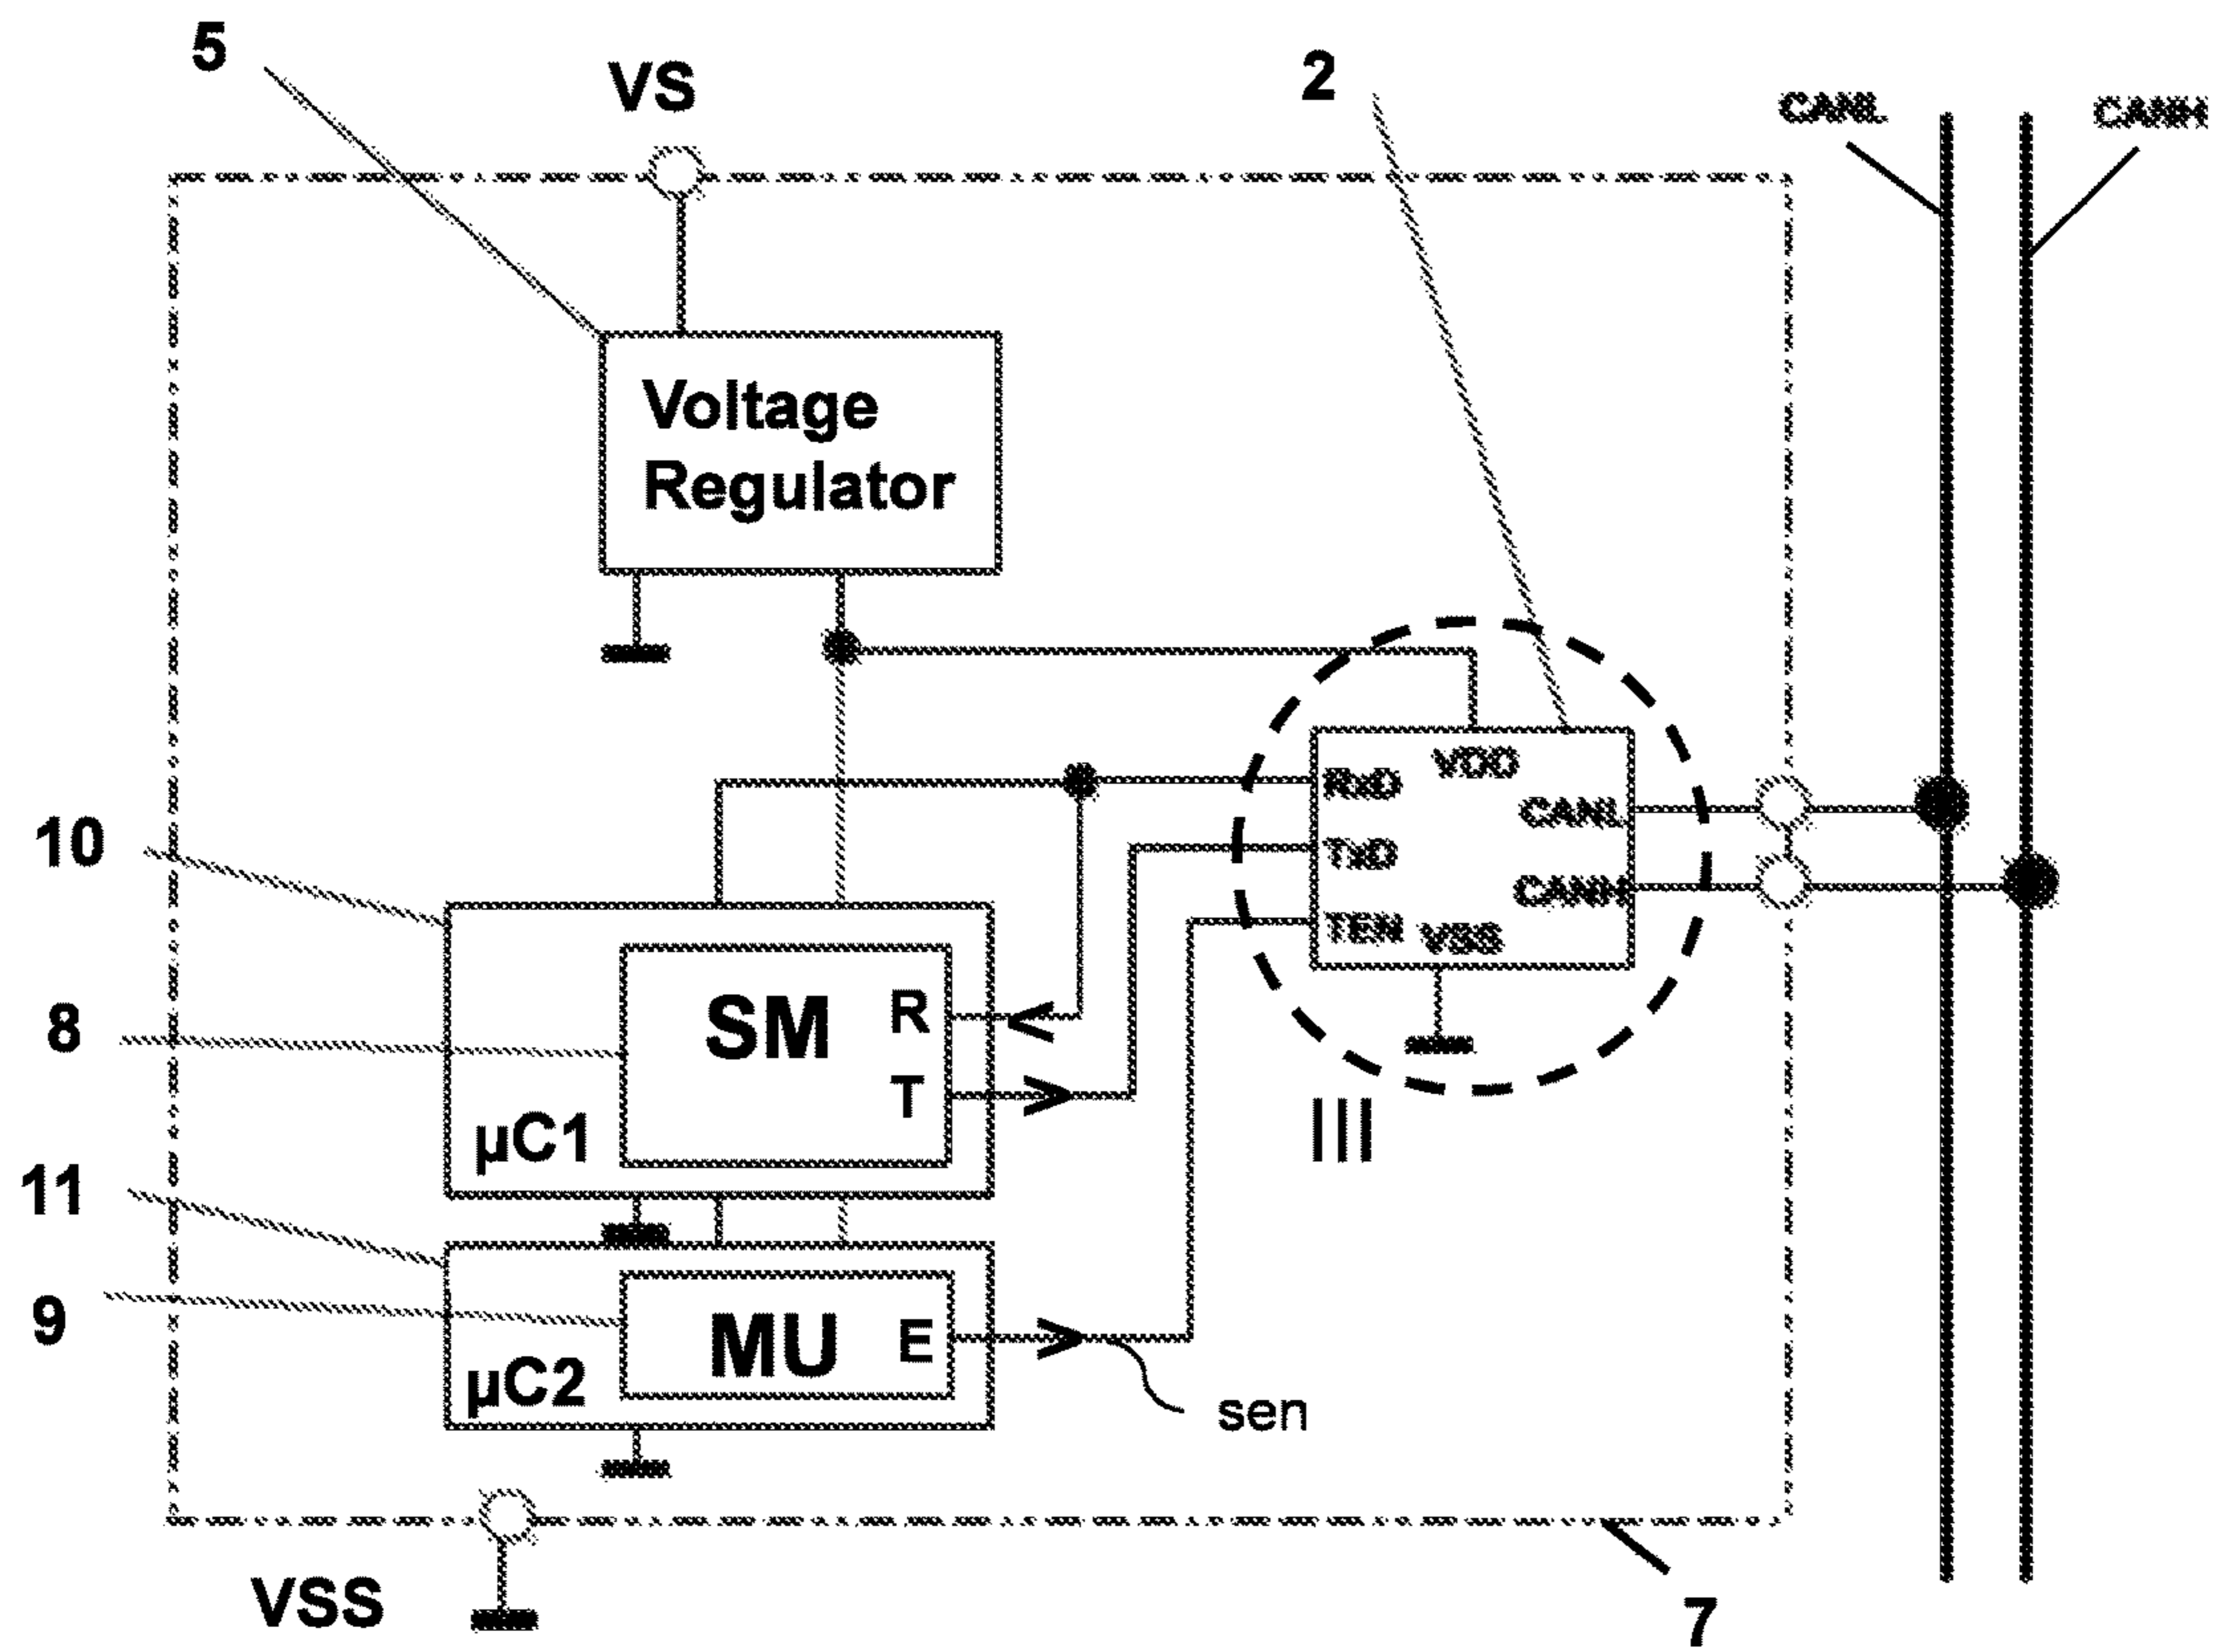 5
VS
2
CANL
CANH
Voltage
Regulator
VDD
RxD
CANL
10
TxD
CANH
TEN
VSS
8
SM
R
T
µC1
III
11
9
MU
E
µC2
sen
VSS
7